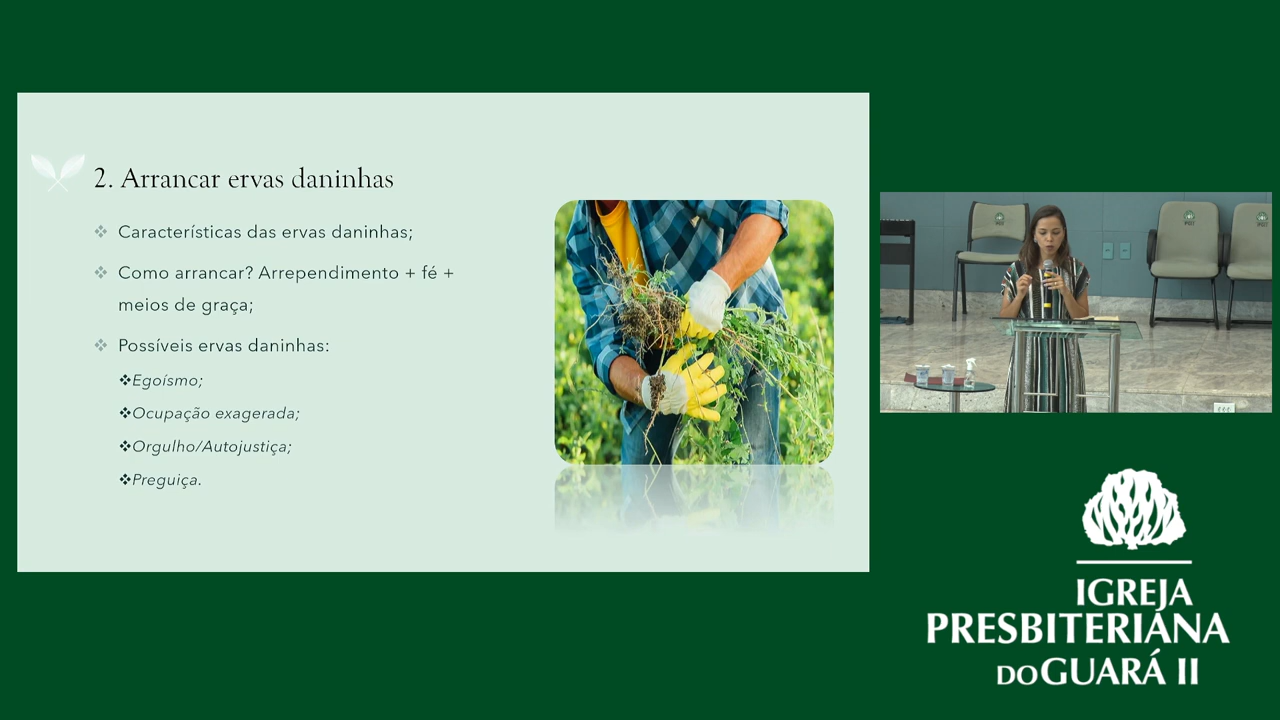 2. Arrancar ervas daninhas
Características das ervas daninhas;
Como arrancar? Arrependimento + fé +
meios de graça;
Possíveis ervas daninhas:
Egoísmo;
Ocupação exagerada;
Orgulho/Autojustiça;
Preguiça.
IGREJA
PRESBITERIANA
DO GUARÁ II